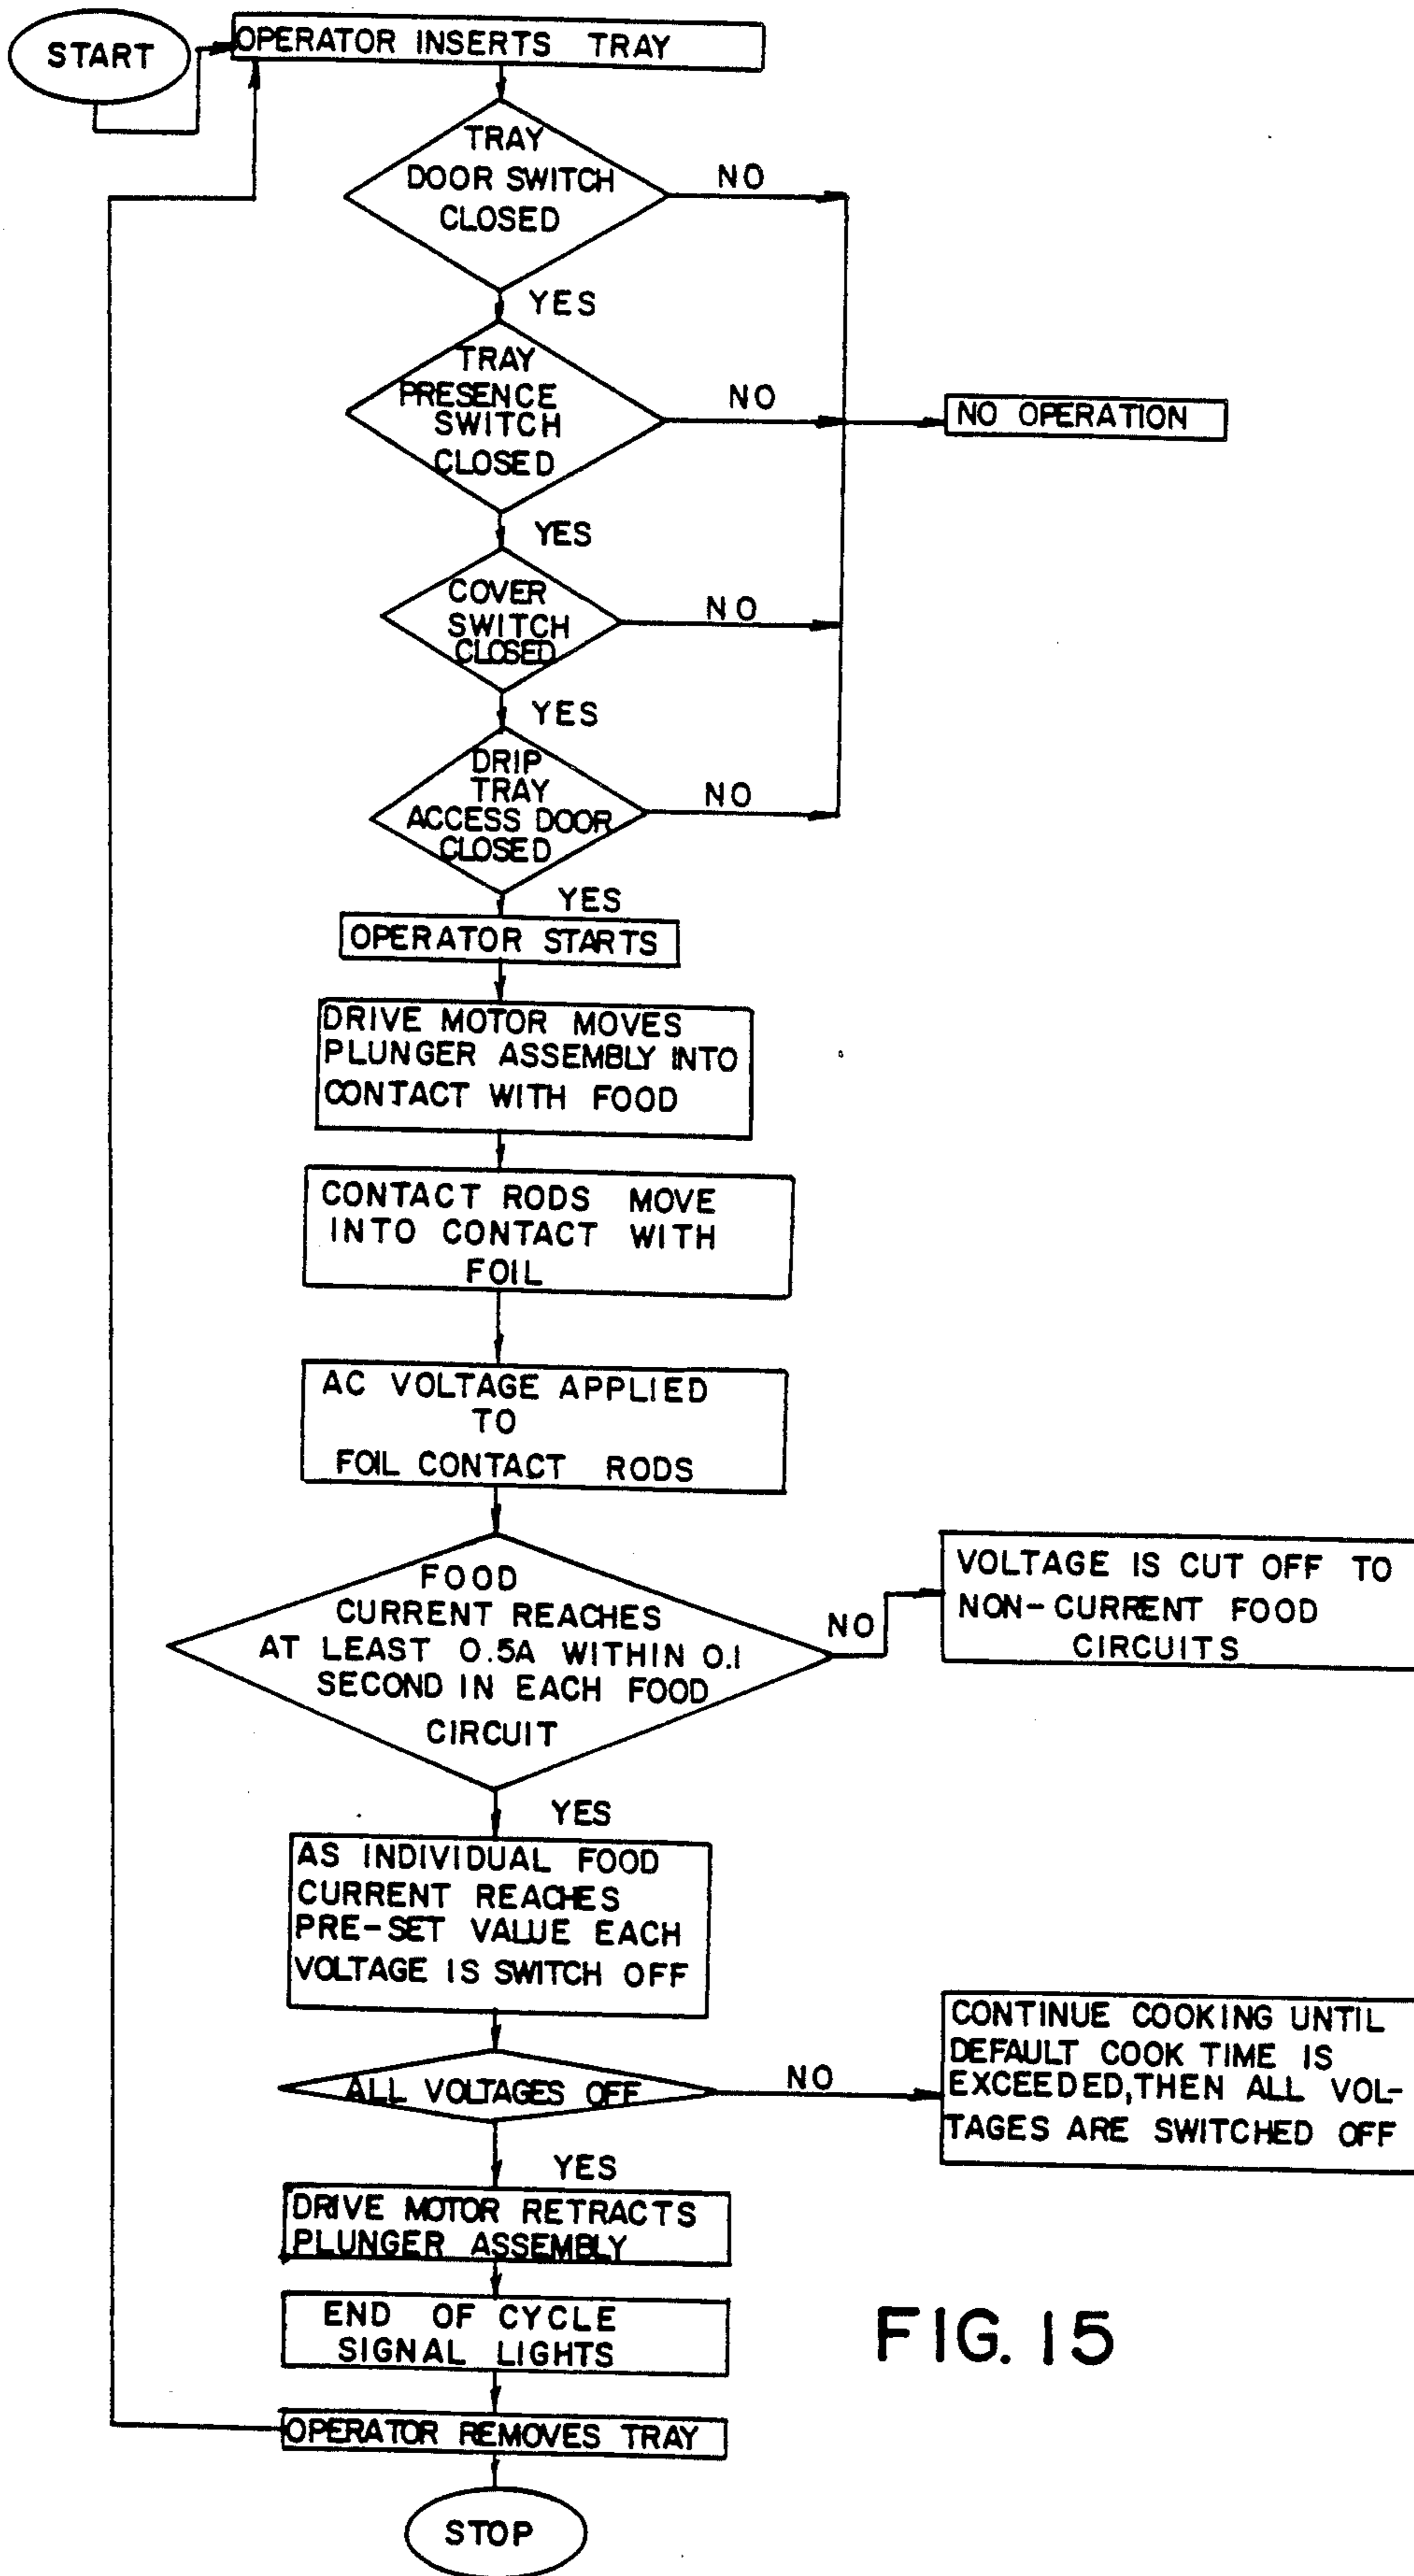 START
OPERATOR INSERTS TRAY
TRAY
DOOR SWITCH
CLOSED
NO
YES
TRAY
PRESENCE
SWITCH
CLOSED
NO
NO OPERATION
YES
COVER
SWITCH
CLOSED
NO
YES
DRIP
TRAY
ACCESS DOOR
CLOSED
NO
YES
OPERATOR STARTS
DRIVE MOTOR MOVES
PLUNGER ASSEMBLY INTO
CONTACT WITH FOOD
CONTACT RODS MOVE
INTO CONTACT WITH
FOIL
AC VOLTAGE APPLIED
TO
FOIL CONTACT RODS
FOOD
CURRENT REACHES
AT LEAST 0.5A WITHIN 0.1
SECOND IN EACH FOOD
CIRCUIT
NO
VOLTAGE IS CUT OFF TO
NON-CURRENT FOOD
CIRCUITS
YES
AS INDIVIDUAL FOOD
CURRENT REACHES
PRE-SET VALUE EACH
VOLTAGE IS SWITCH OFF
ALL VOLTAGES OFF
NO
CONTINUE COOKING UNTIL
DEFAULT COOK TIME IS
EXCEEDED, THEN ALL VOL-
TAGES ARE SWITCHED OFF
YES
DRIVE MOTOR RETRACTS
PLUNGER ASSEMBLY
END OF CYCLE
SIGNAL LIGHTS
OPERATOR REMOVES TRAY
STOP
FIG. 15